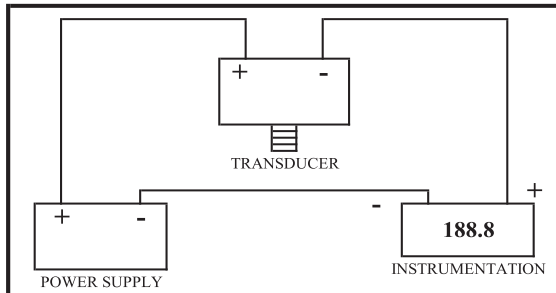 + -
TRANSDUCER
- +
+ -
188.8
POWER SUPPLY
INSTRUMENTATION